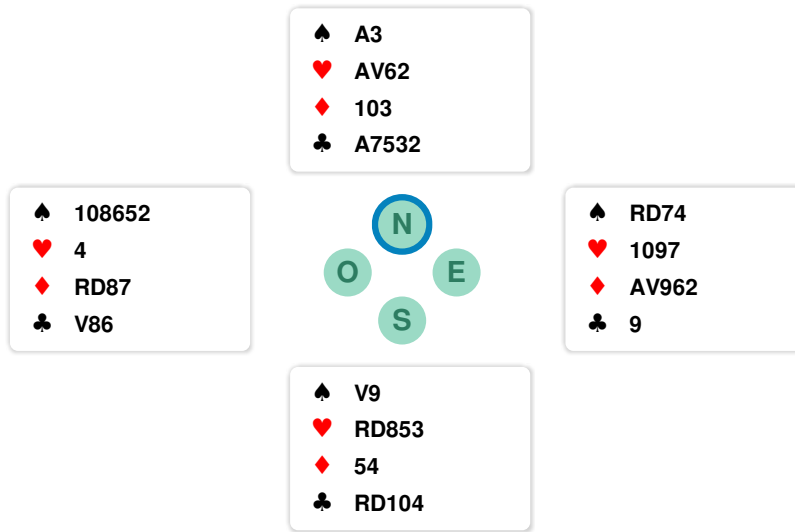 ♠ A3
♥ AV62
♦ 103
♣ A7532
♠ 108652
♥ 4
♦ RD87
♣ V86
N
O E
S
♠ RD74
♥ 1097
♦ AV962
♣ 9
♠ V9
♥ RD853
♦ 54
♣ RD104